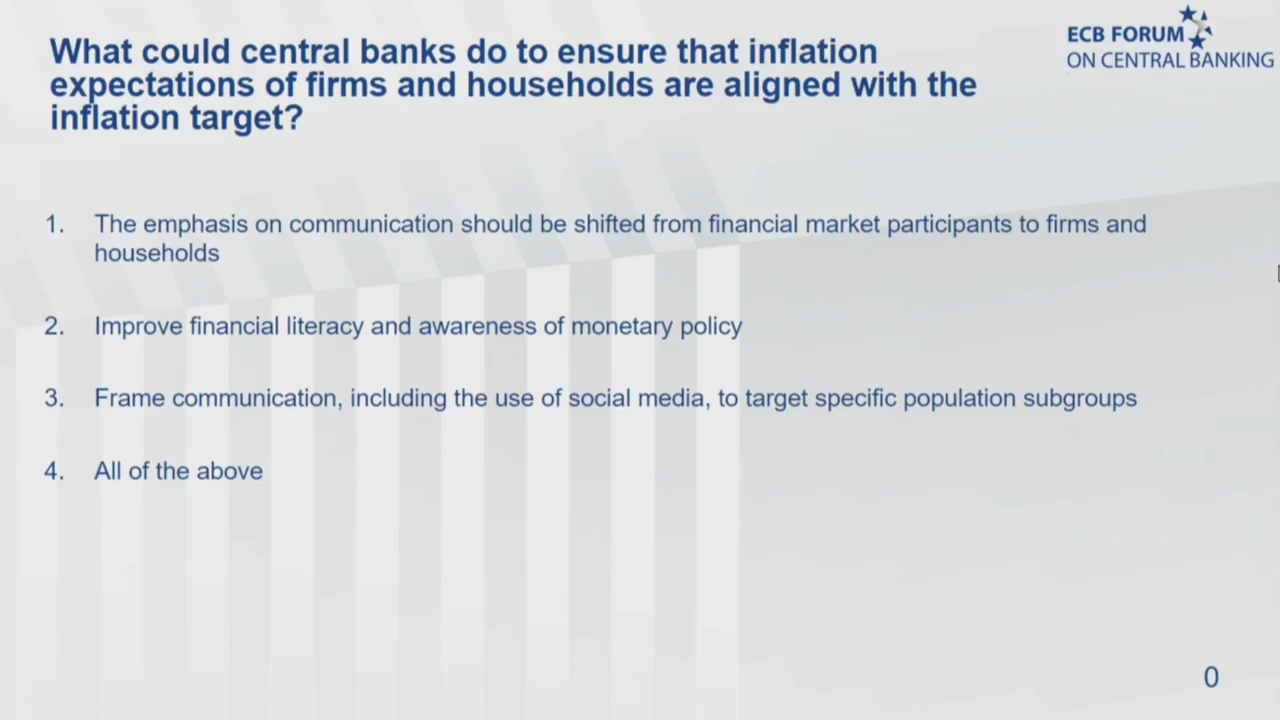 What could central banks do to ensure that inflation
expectations of firms and households are aligned with the
inflation target?
ECB FORUM
ON CENTRAL BANKING
1. The emphasis on communication should be shifted from financial market participants to firms and
households
2. Improve financial literacy and awareness of monetary policy
3. Frame communication, including the use of social media, to target specific population subgroups
4. All of the above
0